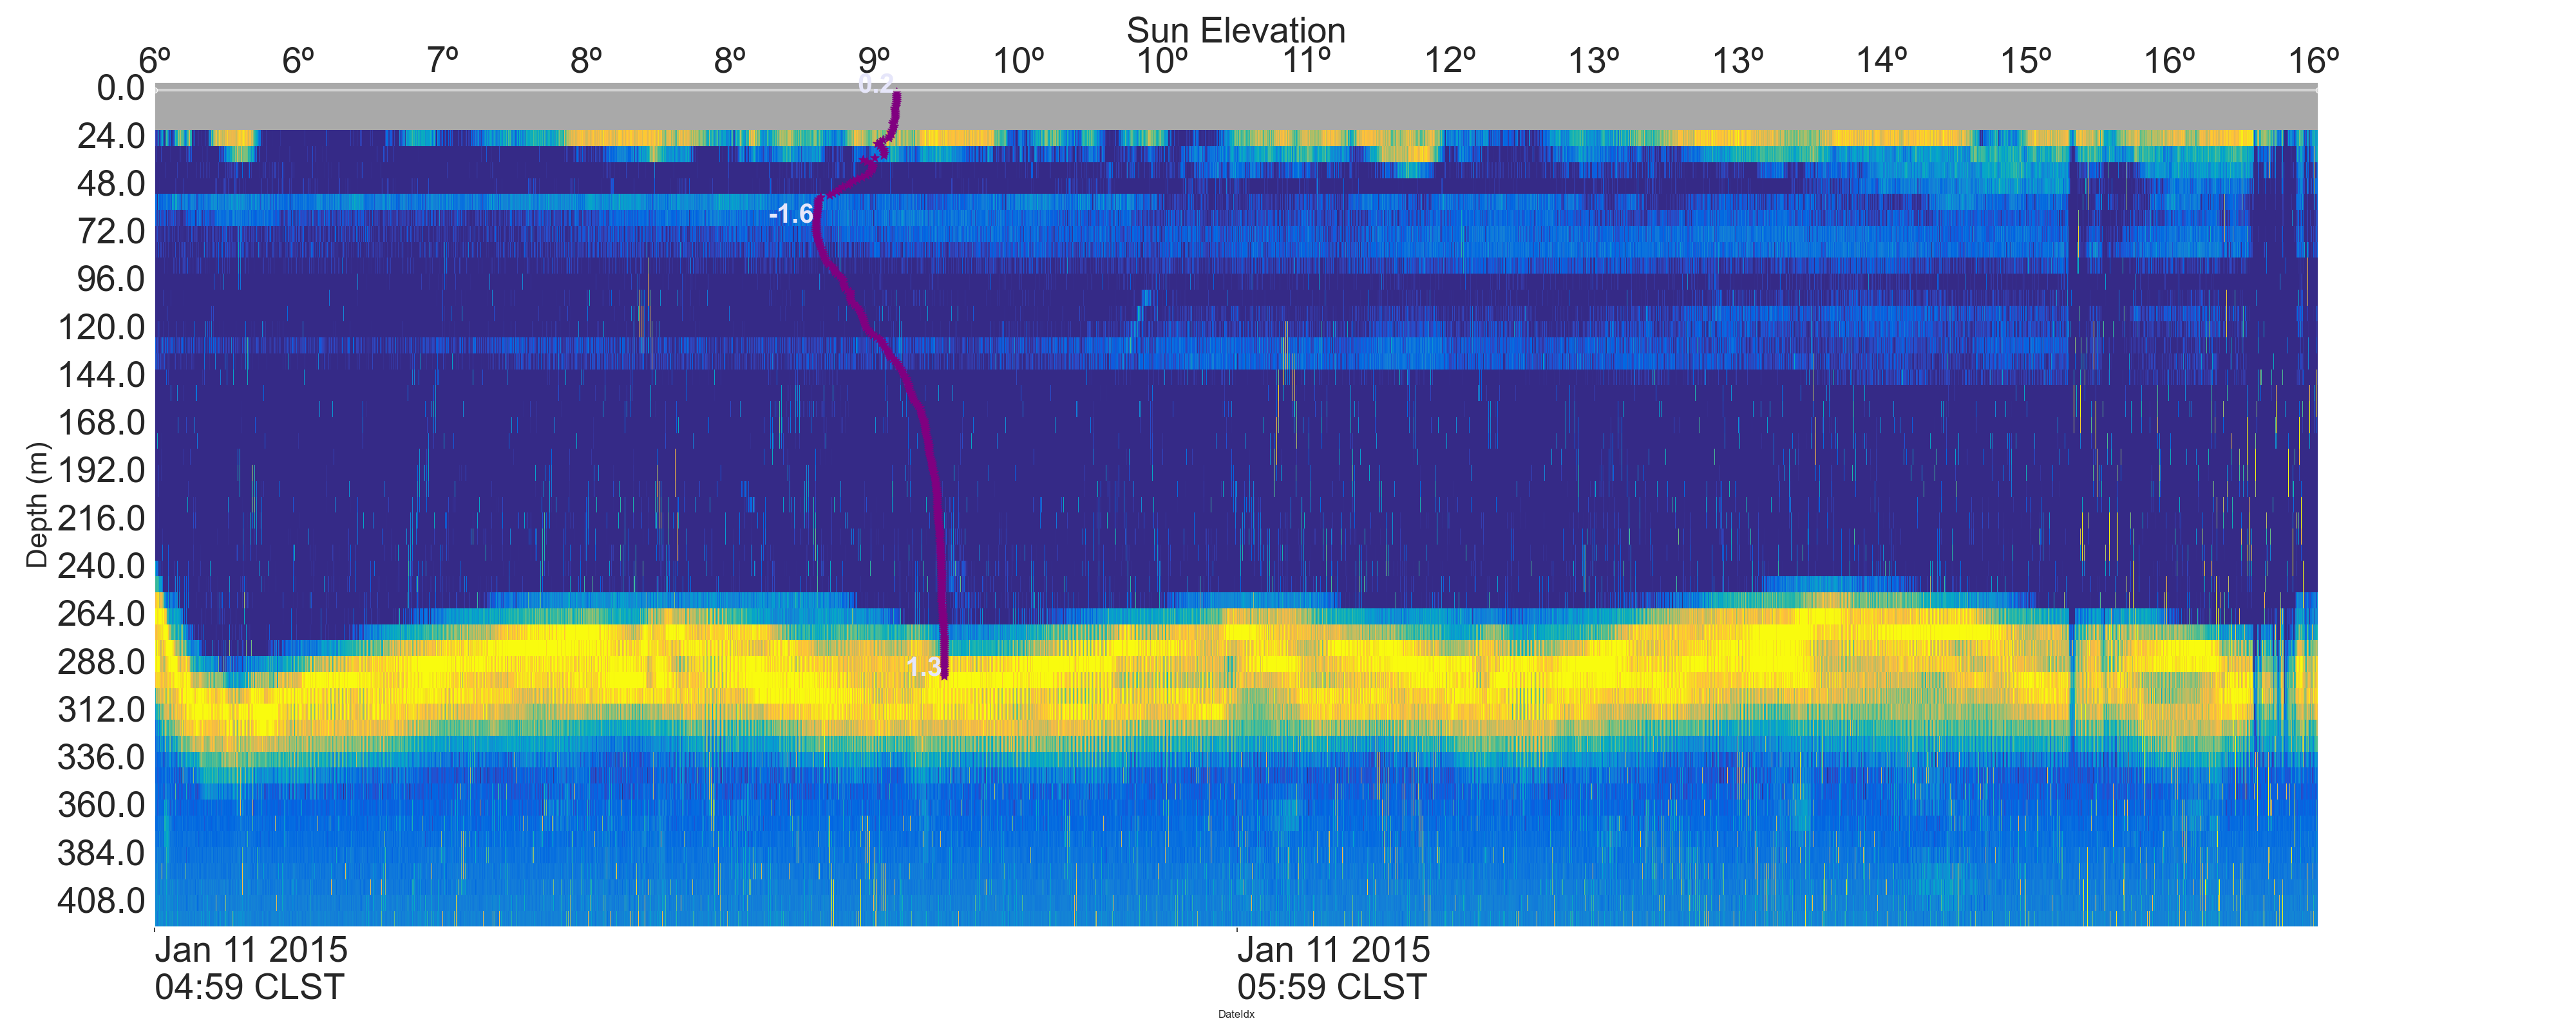 Sun Elevation
6º 6º 7º 8º 8º 9º 10º 10º 11º 12º 13º 13º 14º 15º 16º 16º
0.2
0.0
24.0
48.0
-1.6
72.0
96.0
120.0
144.0
168.0
192.0
216.0
240.0
264.0
288.0
1.3
312.0
336.0
360.0
384.0
408.0
Depth (m)
Jan 11 2015
04:59 CLST
Jan 11 2015
05:59 CLST
DateIdx